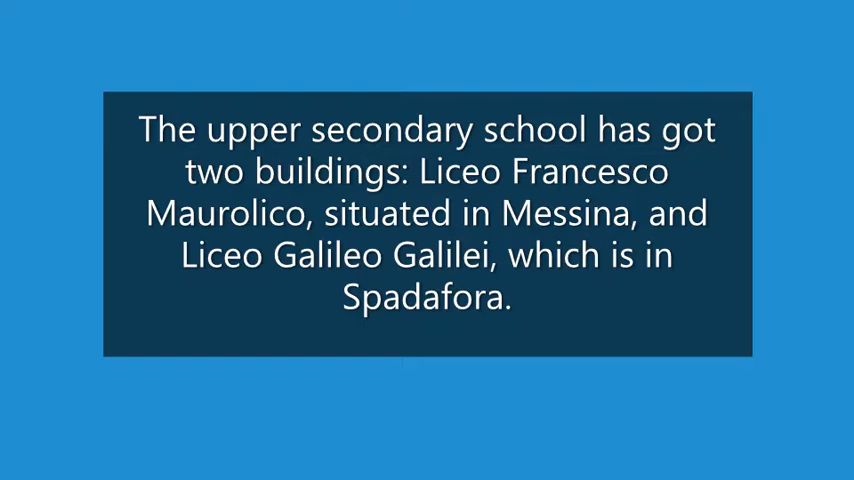 The upper secondary school has got
two buildings: Liceo Francesco
Maurolico, situated in Messina, and
Liceo Galileo Galilei, which is in
Spadafora.